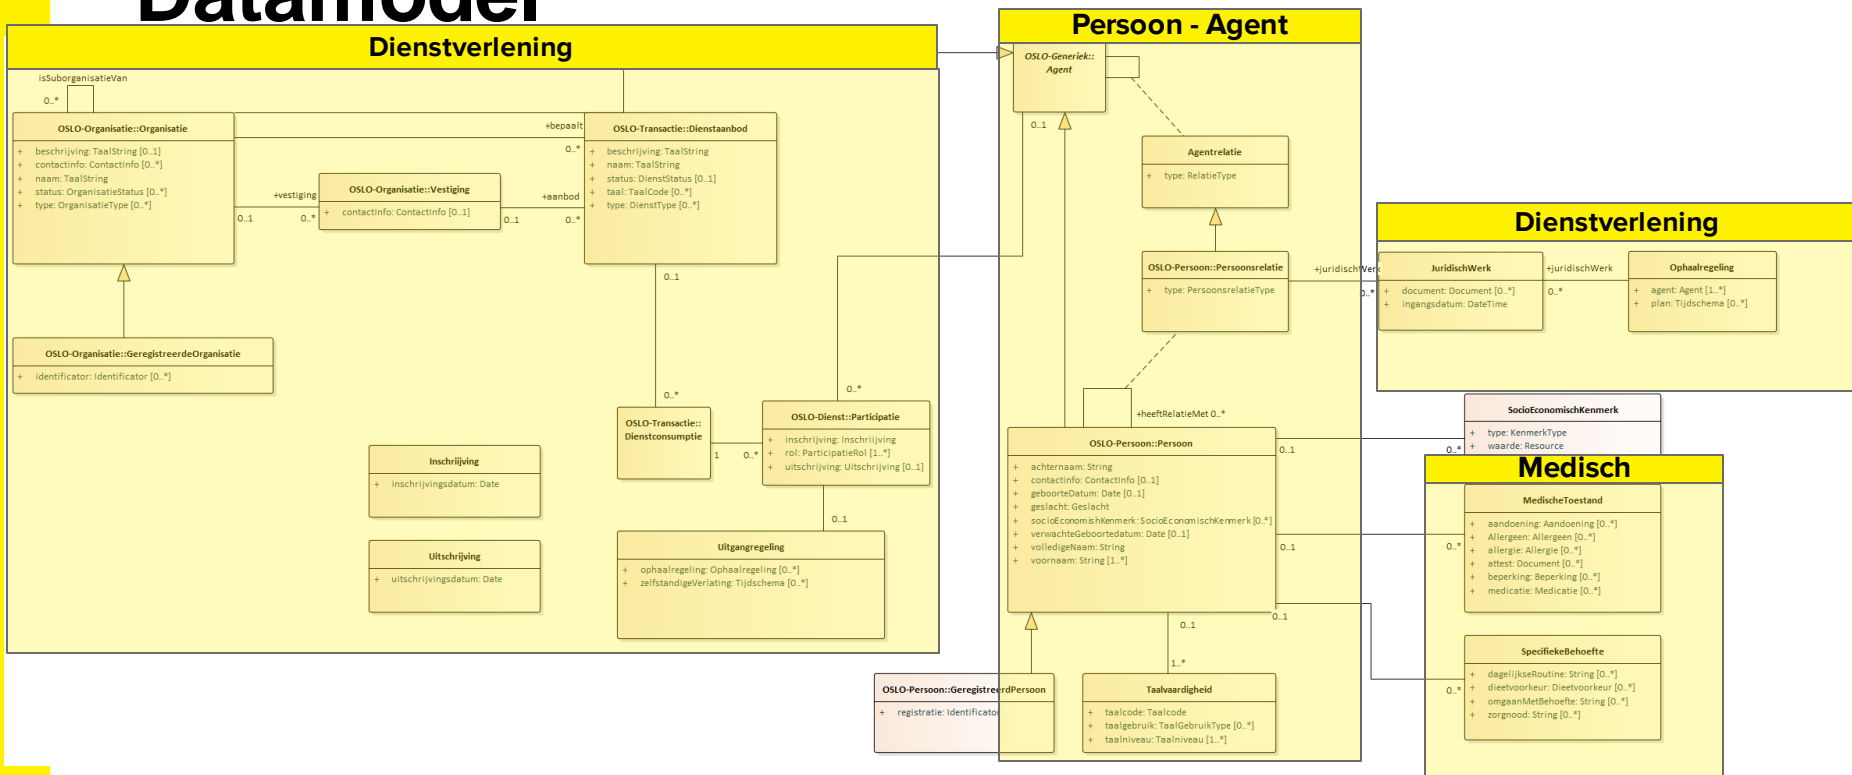 Datamodel
Dienstverlening
isSuborganisatieVan
0..*
OSLO-Organisatie::Organisatie
+ beschrijving: TaalString [0..1]
+ contactinfo: ContactInfo [0..*]
+ naam: TaalString
+ status: OrganisatieStatus [0..*]
+ type: OrganisatieType [0..*]
+bepaalt
0..*
OSLO-Transactie::Dienstaanbod
+ beschrijving: TaalString
+ naam: TaalString
+ status: DienstStatus [0..1]
+ taal: TaalCode [0..*]
+ type: DienstType [0..*]
+vestiging
0..1
0..*
OSLO-Organisatie::Vestiging
+ contactinfo: ContactInfo [0..1]
+aanbod
0..1
0..*
OSLO-Organisatie::GeregistreerdeOrganisatie
+ identificator: Identificator [0..*]
0..1
0..*
OSLO-Transactie::
Dienstconsumptie
1
0..*
0..*
OSLO-Dienst::Participatie
+ inschrijving: Inschriijving
+ rol: ParticipatieRol [1..*]
+ uitschrijving: Uitschrijving [0..1]
0..1
Inschriijving
+ inschrijvingsdatum: Date
Uitschrijving
+ uitschrijvingsdatum: Date
Uitgangregeling
+ ophaalregeling: Ophaalregeling [0..*]
+ zelfstandigeVerlating: Tijdschema [0..*]
Persoon - Agent
OSLO-Generiek::
Agent
0..1
Agentrelatie
+ type: RelatieType
OSLO-Persoon::Persoonsrelatie
+ type: PersoonsrelatieType
+juridischWerk
0..*
+heeftRelatieMet 0..*
OSLO-Persoon::Persoon
+ achternaam: String
+ contactinfo: ContactInfo [0..1]
+ geboorteDatum: Date [0..1]
+ geslacht: Geslacht
+ socioEconomishKenmerk: SocioEconomischKenmerk [0..*]
+ verwachteGeboortedatum: Date [0..1]
+ volledigeNaam: String
+ voornaam: String [1..*]
0..1
0..1
0..1
0..1
1..*
OSLO-Persoon::GeregistreerdPersoon
+ registratie: Identificator
Taalvaardigheid
+ taalcode: Taalcode
+ taalgebruik: TaalGebruikType [0..*]
+ taalniveau: Taalniveau [1..*]
Dienstverlening
JuridischWerk
+ document: Document [0..*]
+ ingangsdatum: DateTime
+juridischWerk
0..*
Ophaalregeling
+ agent: Agent [1..*]
+ plan: Tijdschema [0..*]
SocioEconomischKenmerk
+ type: KenmerkType
+ waarde: Resource
0..*
Medisch
MedischeToestand
+ aandoening: Aandoening [0..*]
+ Allergeen: Allergeen [0..*]
+ allergie: Allergie [0..*]
+ attest: Document [0..*]
+ beperking: Beperking [0..*]
+ medicatie: Medicatie [0..*]
0..*
SpecifiekeBehoefte
+ dagelijkseRoutine: String [0..*]
+ dieetvoorkeur: Dieetvoorkeur [0..*]
+ omgaanMetBehoefte: String [0..*]
+ zorgnood: String [0..*]
0..*